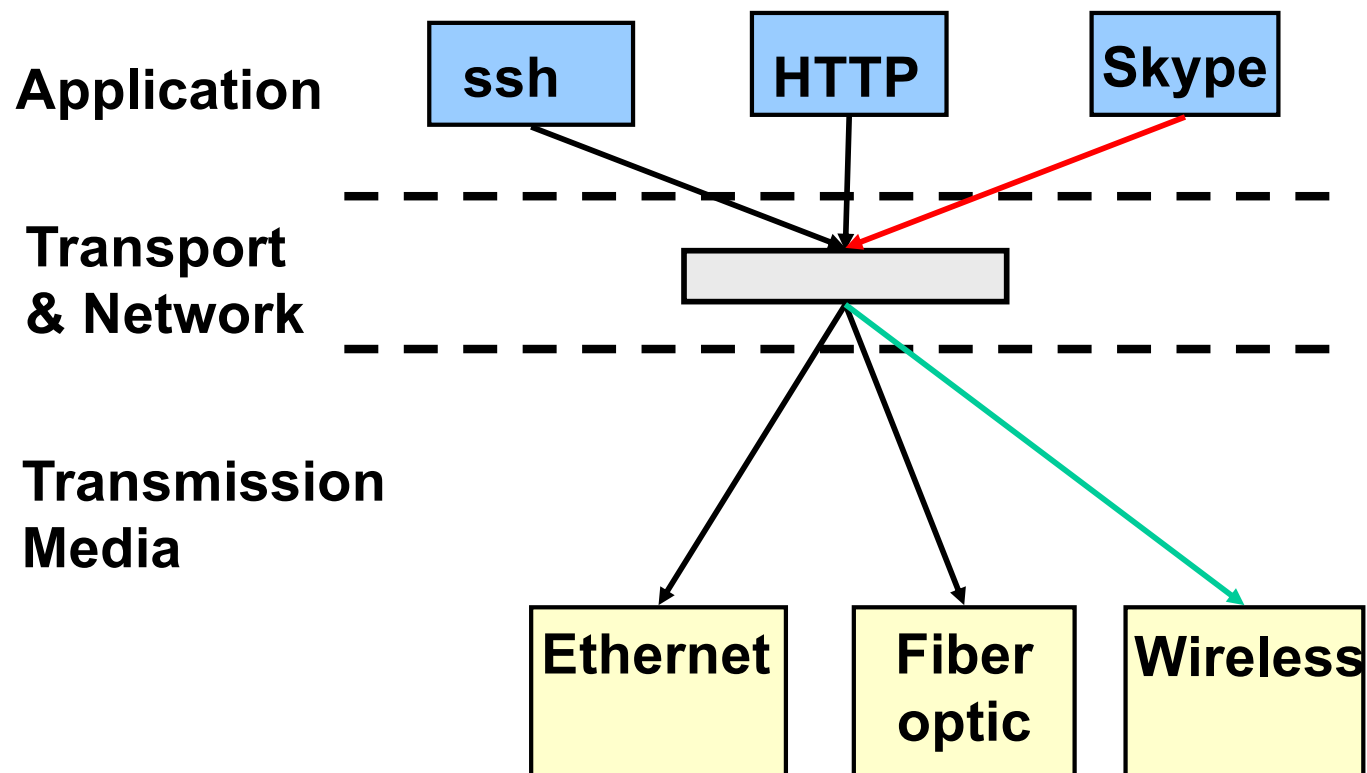 Application
ssh
HTTP
Skype
Transport
& Network
Transmission
Media
Ethernet
Fiber
optic
Wireless